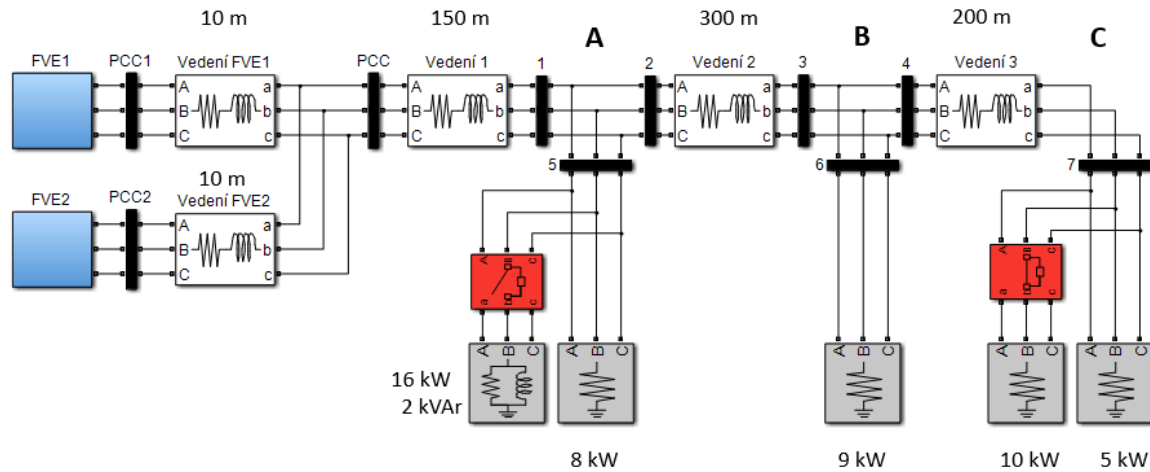 10 m 150 m A 300 m B 200 m C
FVE1 PCC1 Vedení FVE1 PCC Vedení 1 1 2 Vedení 2 3 4 Vedení 3
A a A a A a A a
B b B b B b B b
C c C c C c C c
5 6 7
10 m
FVE2 PCC2 Vedení FVE2
A a
B b
C c
A B C A B C
a b c a b c
A B C A B C A B C A B C A B C
16 kW
2 kVAr
8 kW 9 kW 10 kW 5 kW